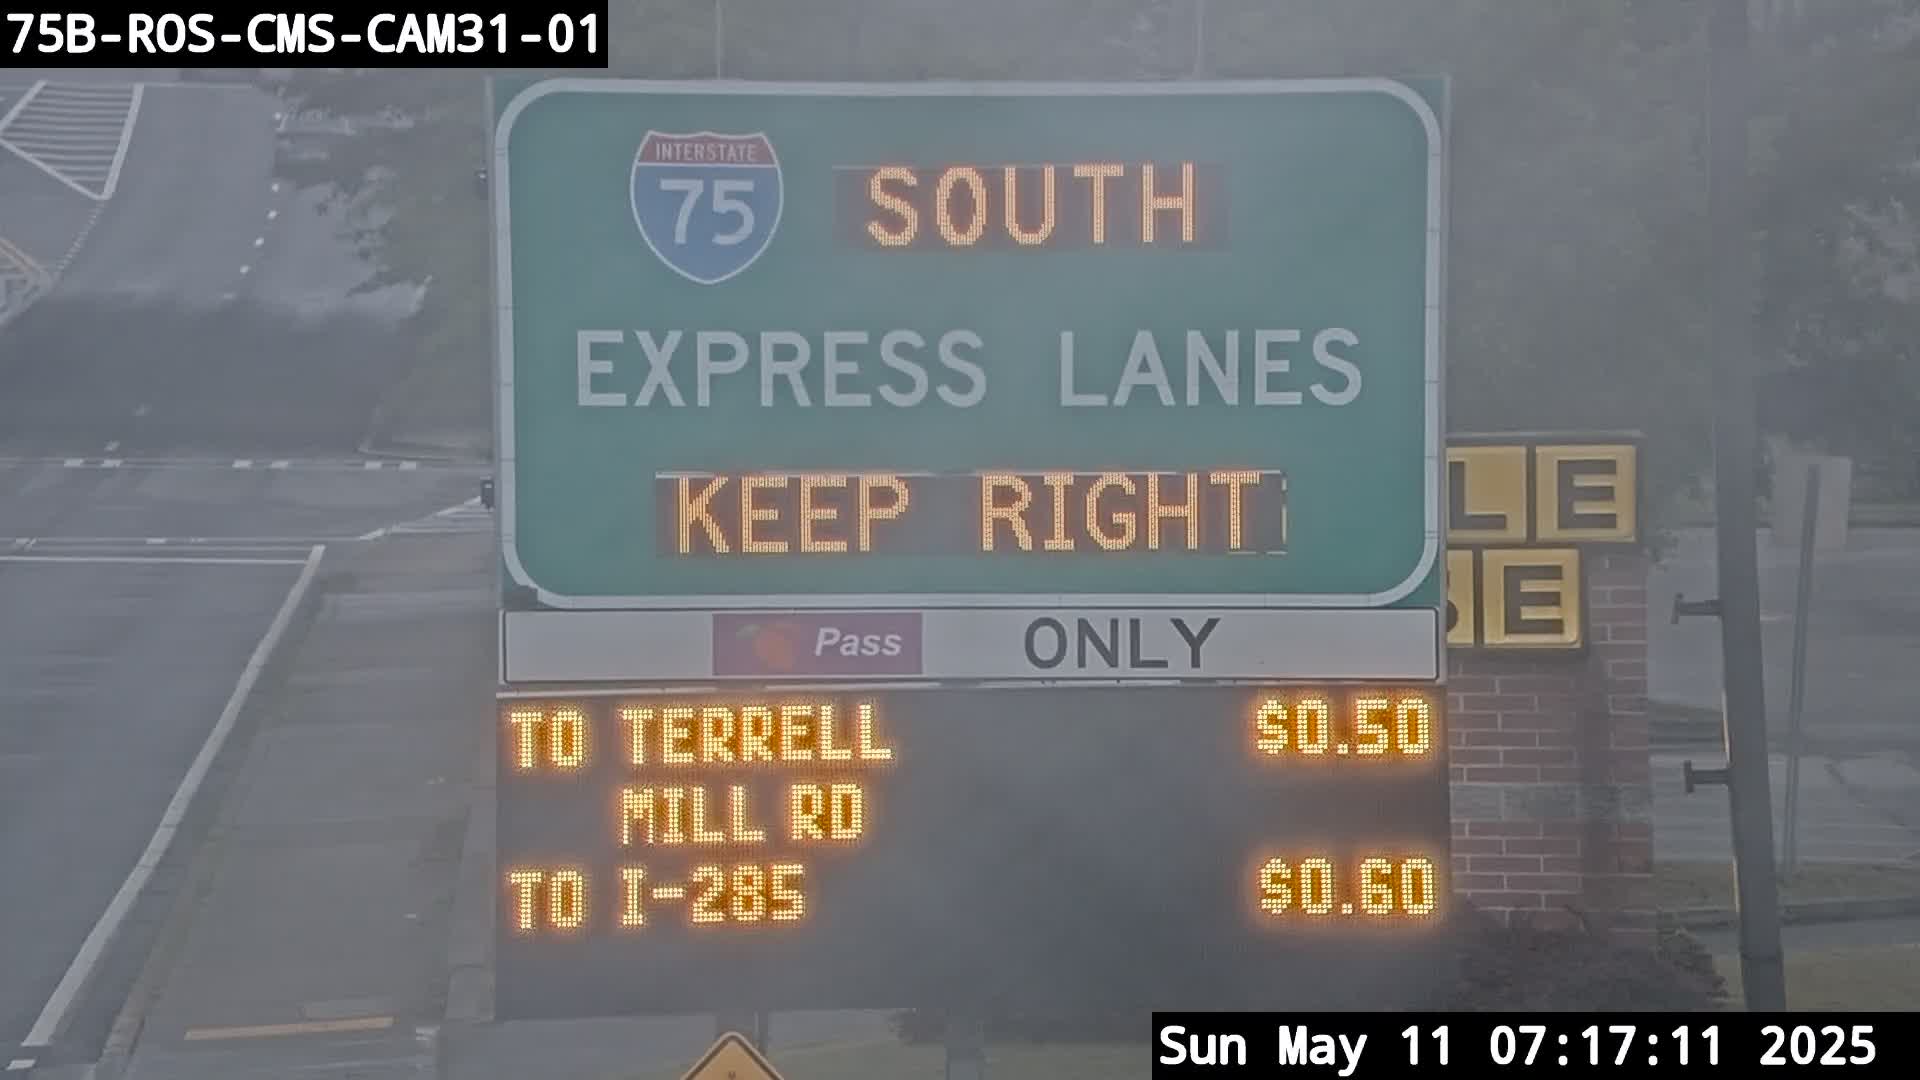 75B-ROS-CMS-CAM31-01
INTERSTATE
75
SOUTH
EXPRESS LANES
KEEP RIGHT
Pass ONLY
TO TERRELL $0.50
MILL RD
TO I-285 $0.60
LE
E
Sun May 11 07:17:11 2025